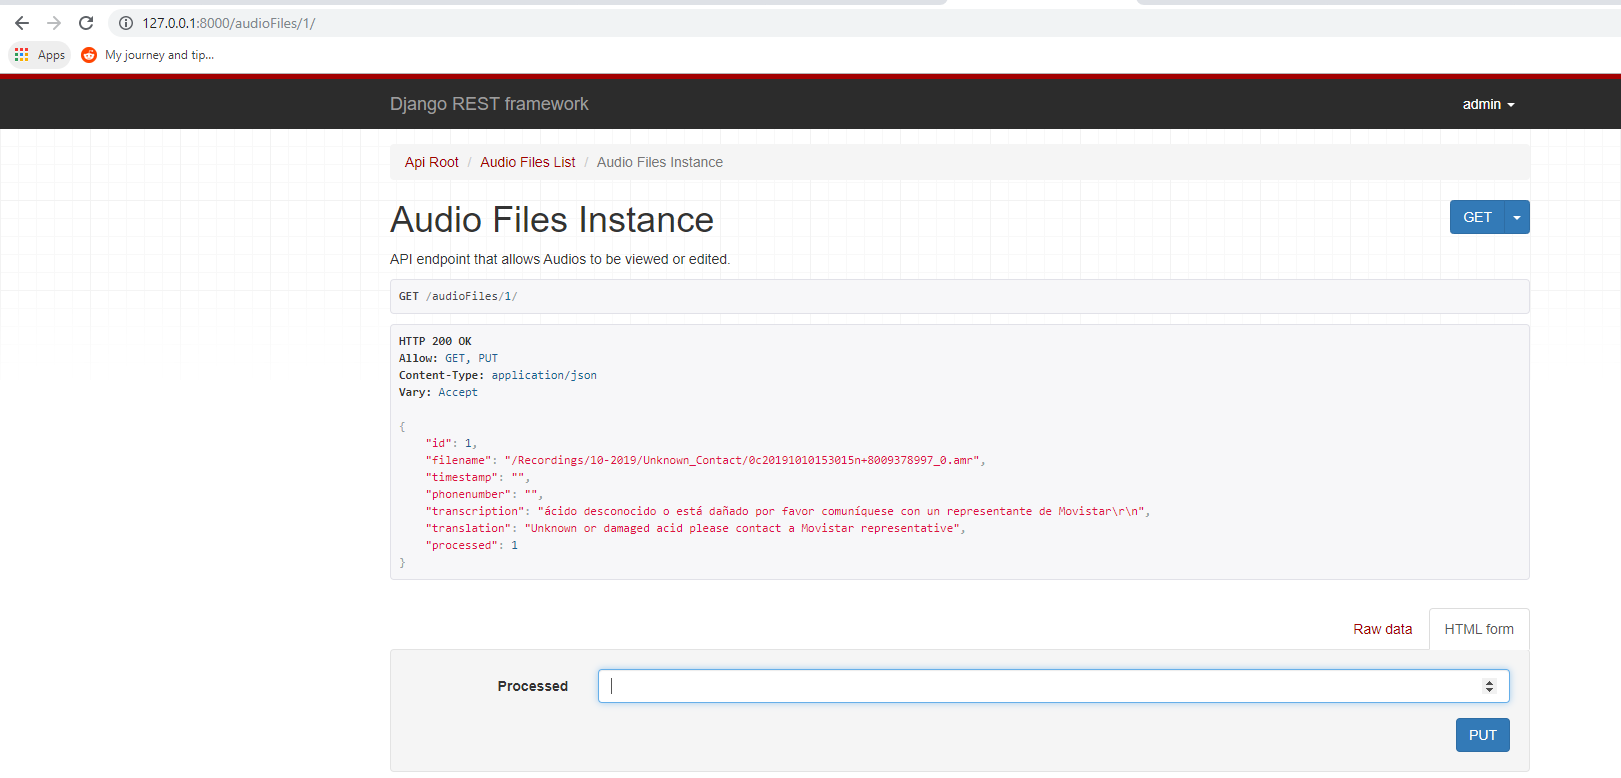 127.0.0.1:8000/audioFiles/1/
Apps My journey and tip...
Django REST framework admin
Api Root / Audio Files List / Audio Files Instance
Audio Files Instance GET
API endpoint that allows Audios to be viewed or edited.
GET /audioFiles/1/
HTTP 200 OK
Allow: GET, PUT
Content-Type: application/json
Vary: Accept
{
"id": 1,
"filename": "/Recordings/10-2019/Unknown_Contact/0c20191010153015n+8009378997_0.amr",
"timestamp": "",
"phonenumber": "",
"transcription": "ácido desconocido o está dañado por favor comuníquese con un representante de Movistar\r\n",
"translation": "Unknown or damaged acid please contact a Movistar representative",
"processed": 1
}
Raw data HTML form
Processed
PUT